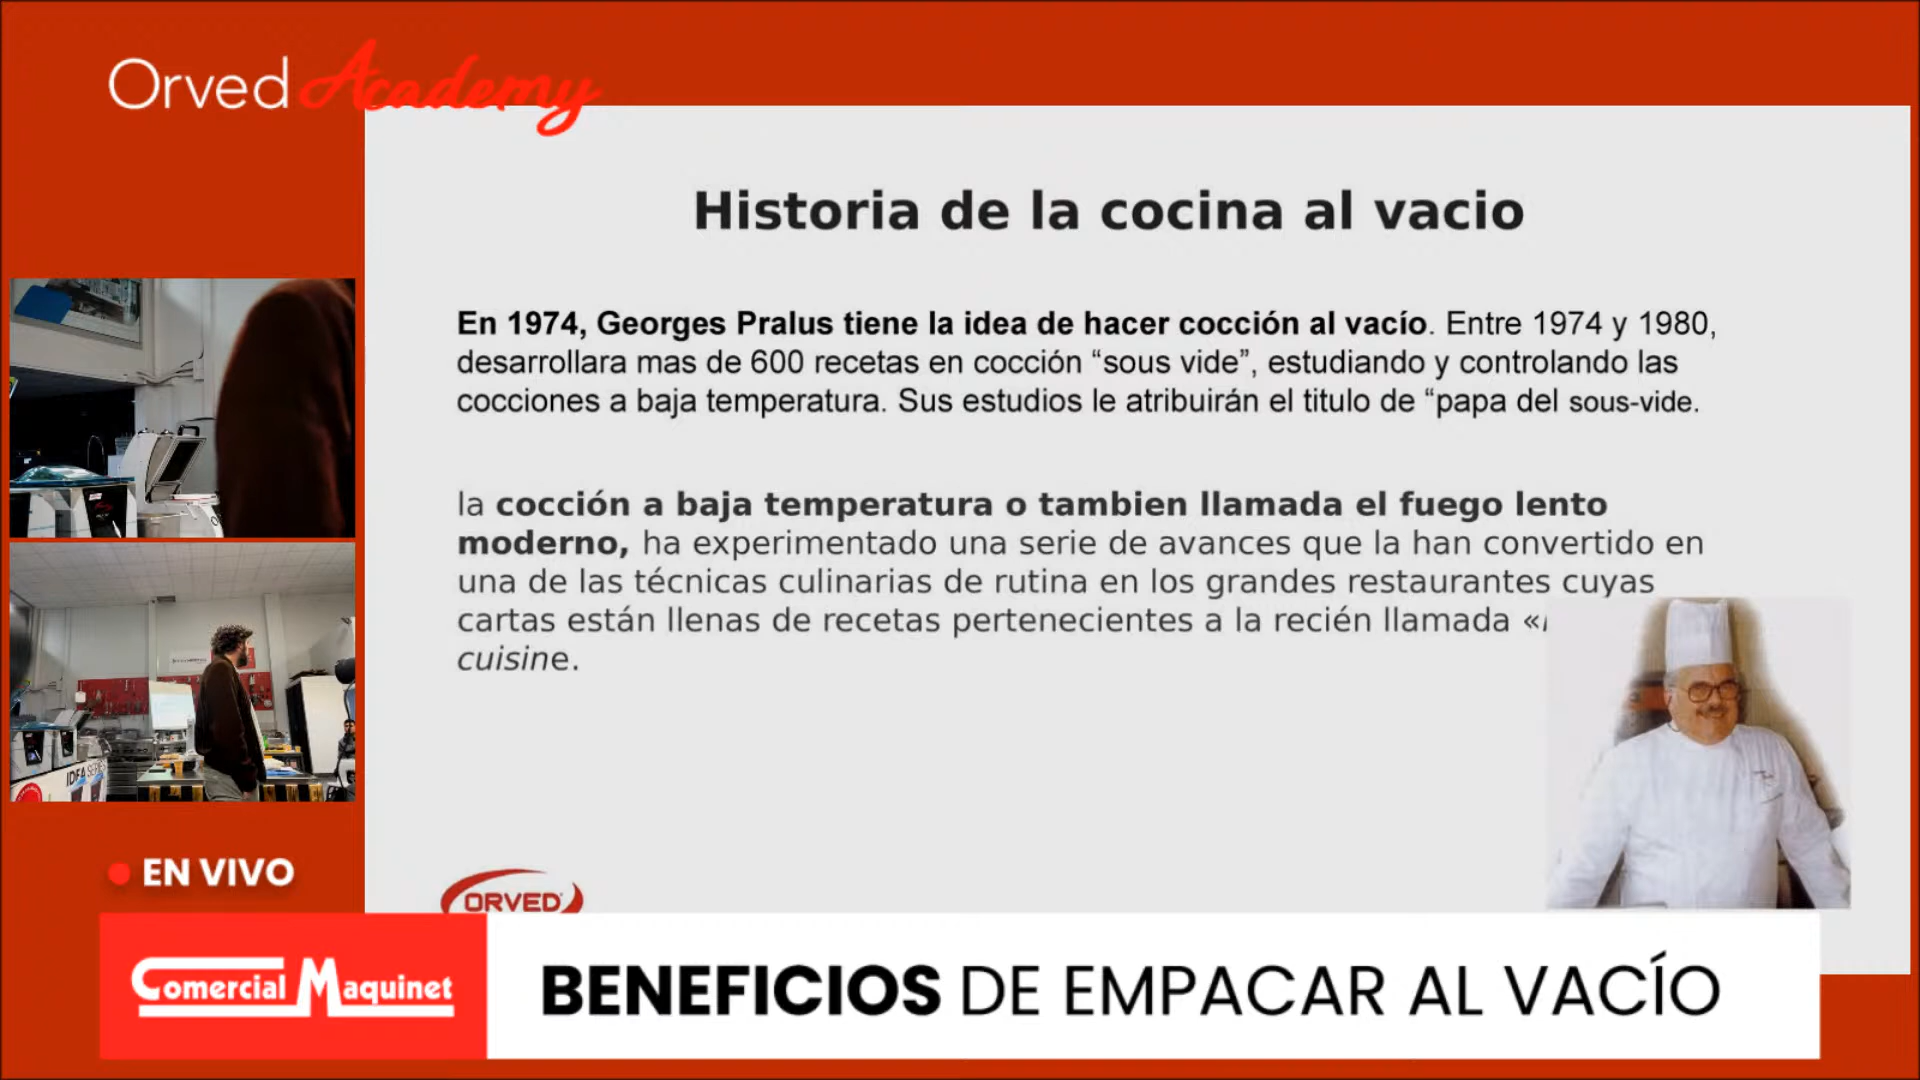 Orved Academy
Historia de la cocina al vacio
En 1974, Georges Pralus tiene la idea de hacer cocción al vacío. Entre 1974 y 1980,
desarrollara mas de 600 recetas en cocción “sous vide”, estudiando y controlando las
cocciones a baja temperatura. Sus estudios le atribuirán el titulo de “papa del sous-vide.
la cocción a baja temperatura o tambien llamada el fuego lento
moderno, ha experimentado una serie de avances que la han convertido en
una de las técnicas culinarias de rutina en los grandes restaurantes cuyas
cartas están llenas de recetas pertenecientes a la recién llamada «
cuisine.
IDEA SERIES
EN VIVO
ORVED
Comercial Maquinet
BENEFICIOS DE EMPACAR AL VACÍO